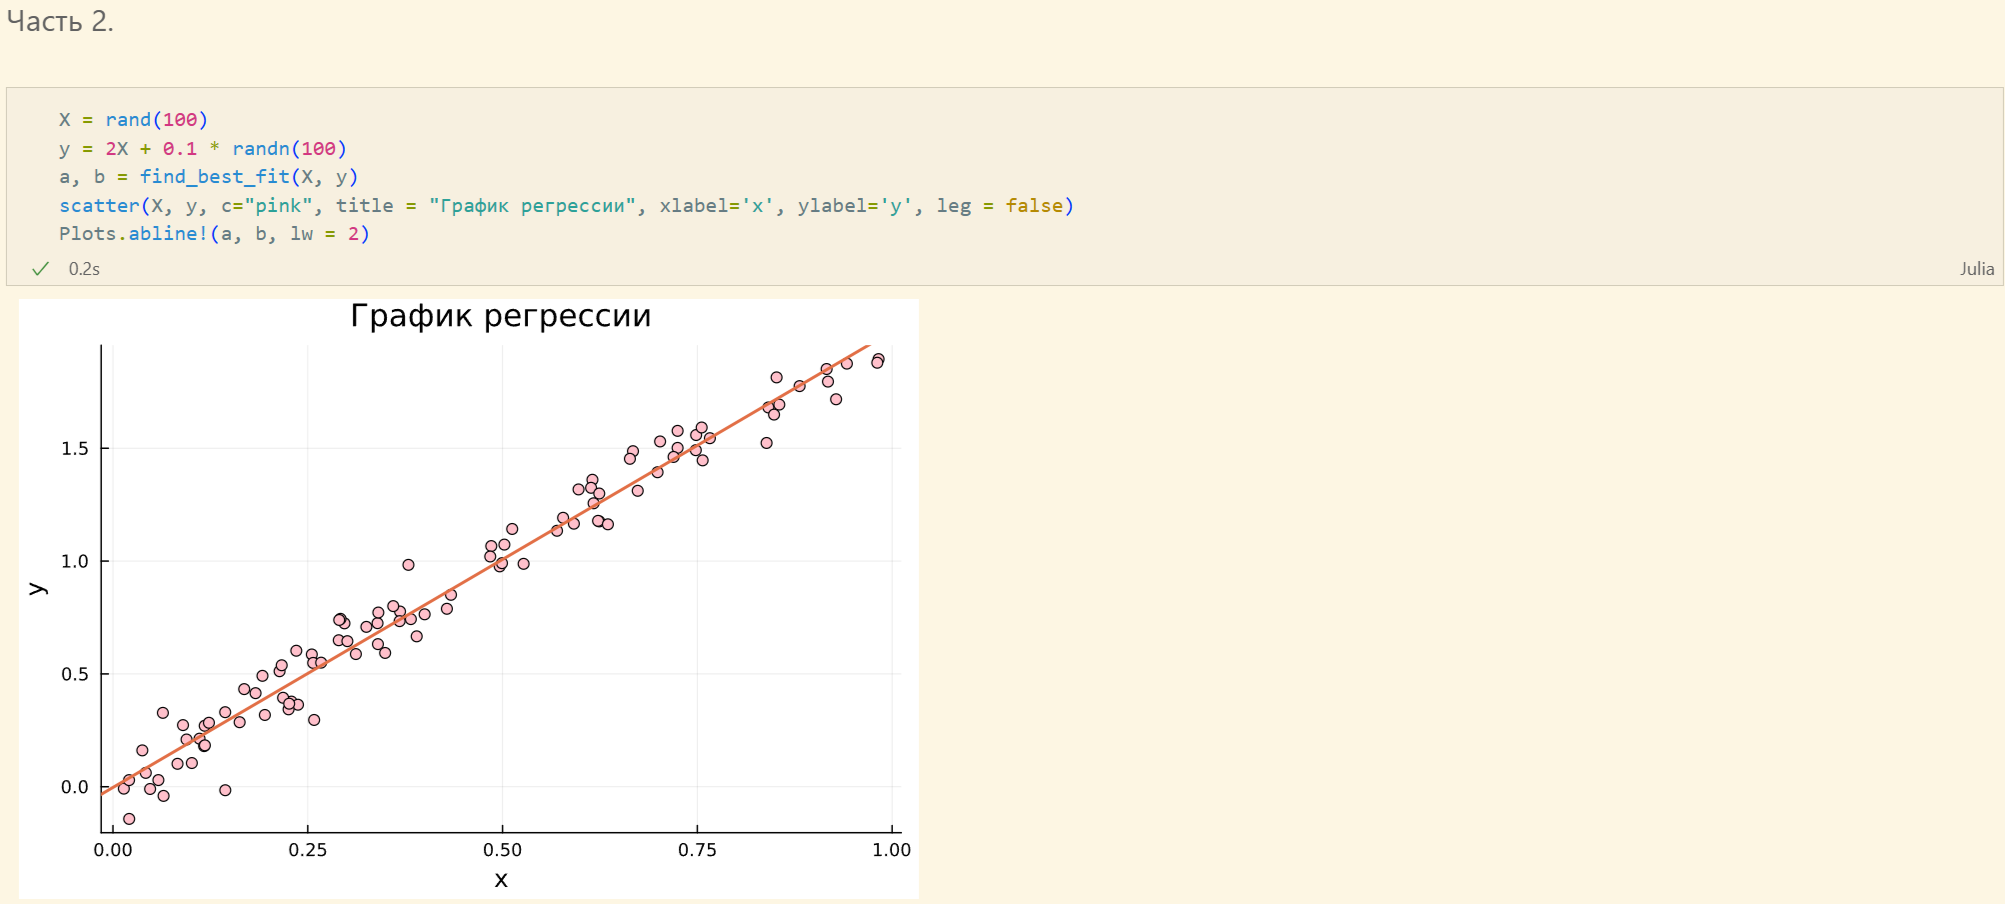 Часть 2.
X = rand(100)
y = 2X + 0.1 * randn(100)
a, b = find_best_fit(X, y)
scatter(X, y, c="pink", title = "График регрессии", xlabel='x', ylabel='y', leg = false)
Plots.abline!(a, b, lw = 2)
0.2s
Julia
График регрессии
1.5
1.0
0.5
0.0
y
0.00 0.25 0.50 0.75 1.00
x